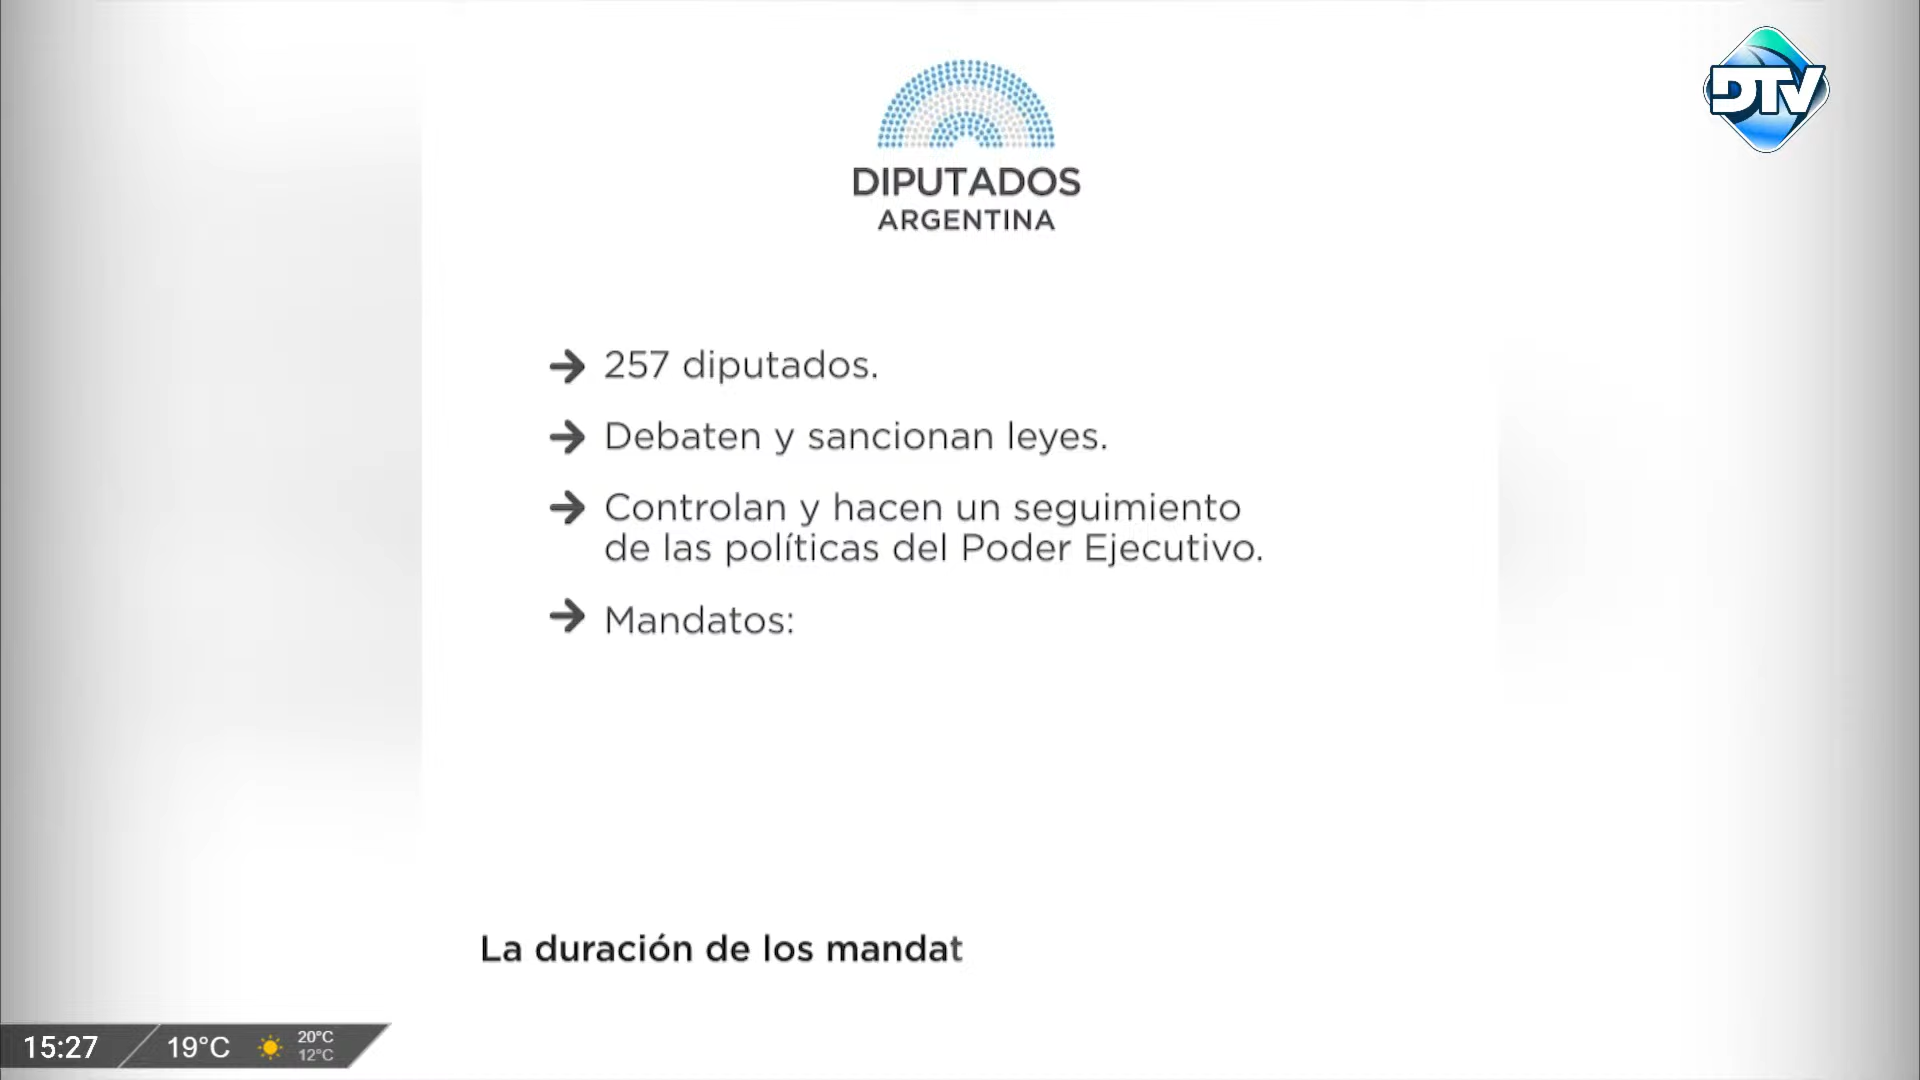 DTV
DIPUTADOS
ARGENTINA
→ 257 diputados.
→ Debaten y sancionan leyes.
→ Controlan y hacen un seguimiento
de las políticas del Poder Ejecutivo.
→ Mandatos:
La duración de los mandat
15:27 19°C 20°C
12°C